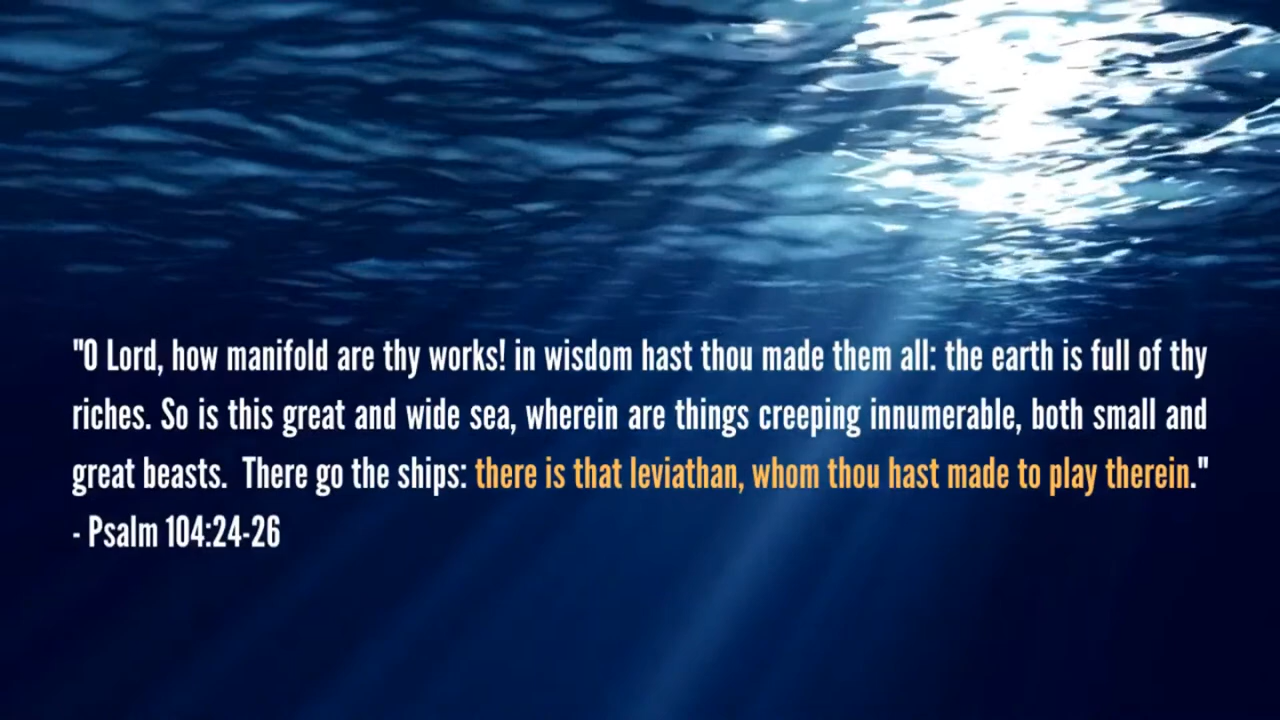 "O Lord, how manifold are thy works! in wisdom hast thou made them all: the earth is full of thy
riches. So is this great and wide sea, wherein are things creeping innumerable, both small and
great beasts.  There go the ships: there is that leviathan, whom thou hast made to play therein."
- Psalm 104:24-26